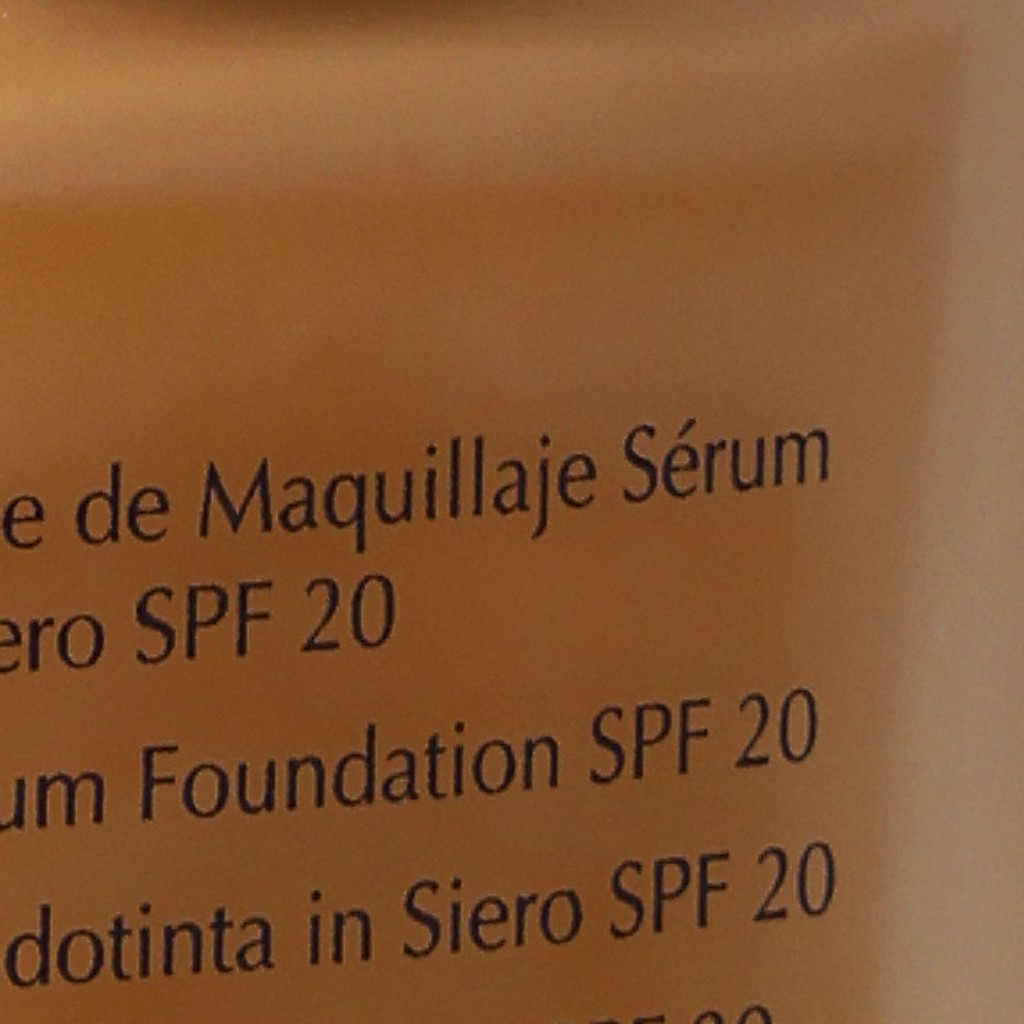 e de Maquillaje Sérum
ero SPF 20
um Foundation SPF 20
dotinta in Siero SPF 20